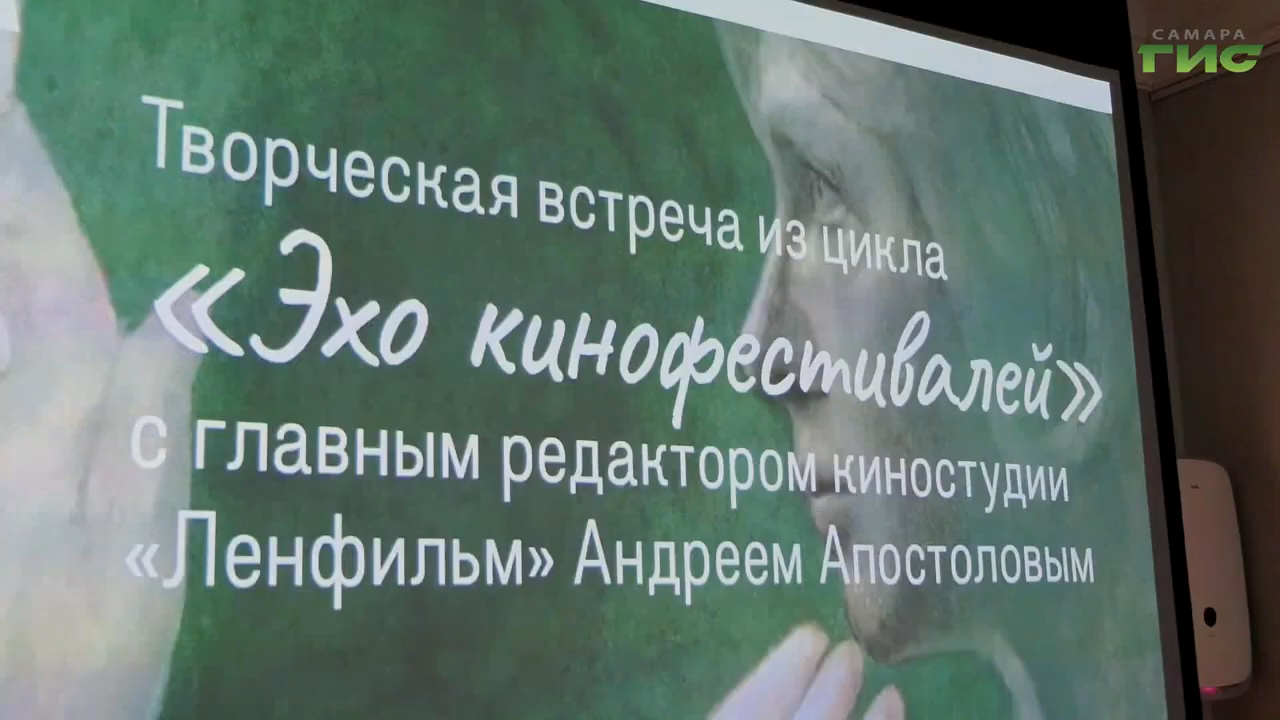 САМАРА
ГИС
Творческая встреча из цикла
«Эхо кинофестивалей»
с главным редактором киностудии
«Ленфильм» Андреем Апостоловым